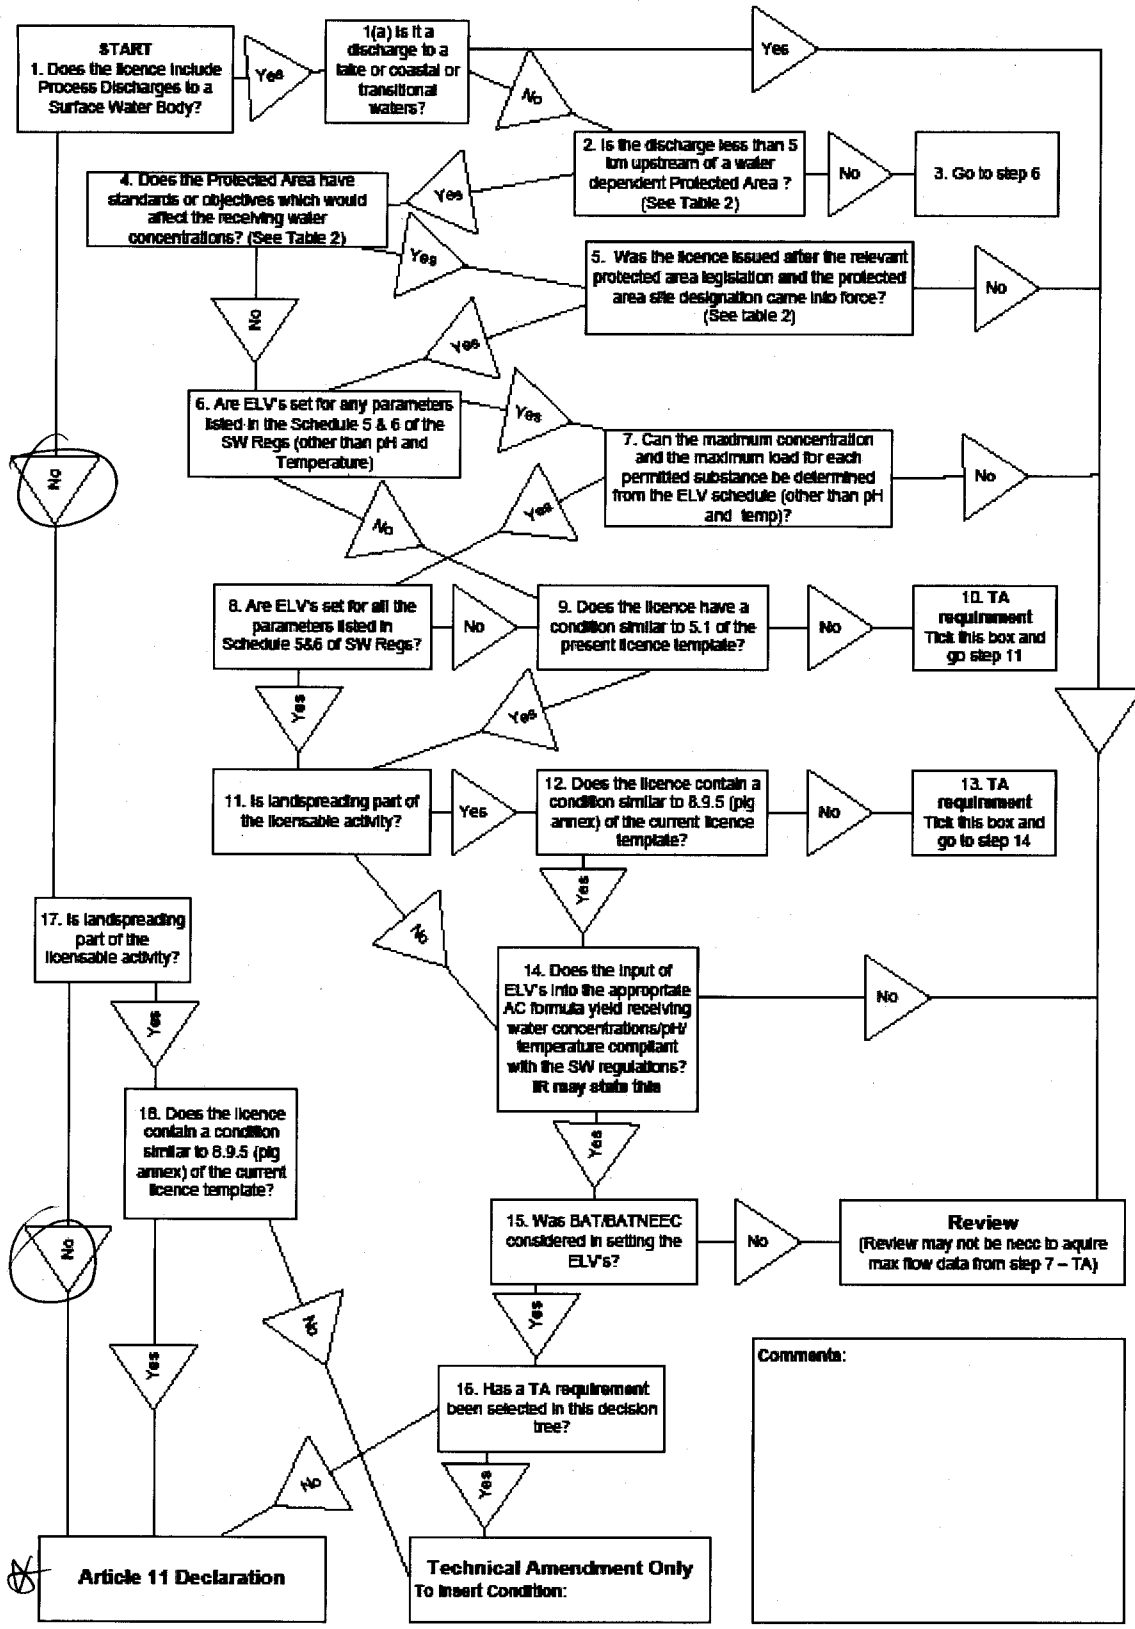 START
1. Does the licence include
Process Discharges to a
Surface Water Body?
Yes
1(a) Is it a
discharge to a
lake or coastal or
transitional
waters?
Yes
No
2. Is the discharge less than 5
km upstream of a water
dependent Protected Area ?
(See Table 2)
No
3. Go to step 6
Yes
4. Does the Protected Area have
standards or objectives which would
affect the receiving water
concentrations? (See Table 2)
Yes
No
5. Was the licence issued after the relevant
protected area legislation and the protected
area site designation came into force?
(See table 2)
No
Yes
6. Are ELV's set for any parameters
listed in the Schedule 5 & 6 of the
SW Regs (other than pH and
Temperature)
Yes
No
7. Can the maximum concentration
and the maximum load for each
permitted substance be determined
from the ELV schedule (other than pH
and temp)?
No
Yes
No
8. Are ELV's set for all the
parameters listed in
Schedule 5&6 of SW Regs?
No
9. Does the licence have a
condition similar to 5.1 of the
present licence template?
No
10. TA
requirement
Tick this box and
go step 11
Yes
Yes
11. Is landspreading part of
the licensable activity?
Yes
12. Does the licence contain a
condition similar to 8.9.5 (pig
annex) of the current licence
template?
No
13. TA
requirement
Tick this box and
go to step 14
Yes
No
17. Is landspreading
part of the
licensable activity?
Yes
14. Does the input of
ELV's into the appropriate
AC formula yield receiving
water concentrations/pH/
temperature compliant
with the SW regulations?
IR may state this
No
Yes
18. Does the licence
contain a condition
similar to 8.9.5 (pig
annex) of the current
licence template?
No
15. Was BAT/BATNEEC
considered in setting the
ELV's?
No
Review
(Review may not be necc to aquire
max flow data from step 7 – TA)
Yes
No
Yes
Comments:
16. Has a TA requirement
been selected in this decision
tree?
No
Yes
Article 11 Declaration
Technical Amendment Only
To Insert Condition: